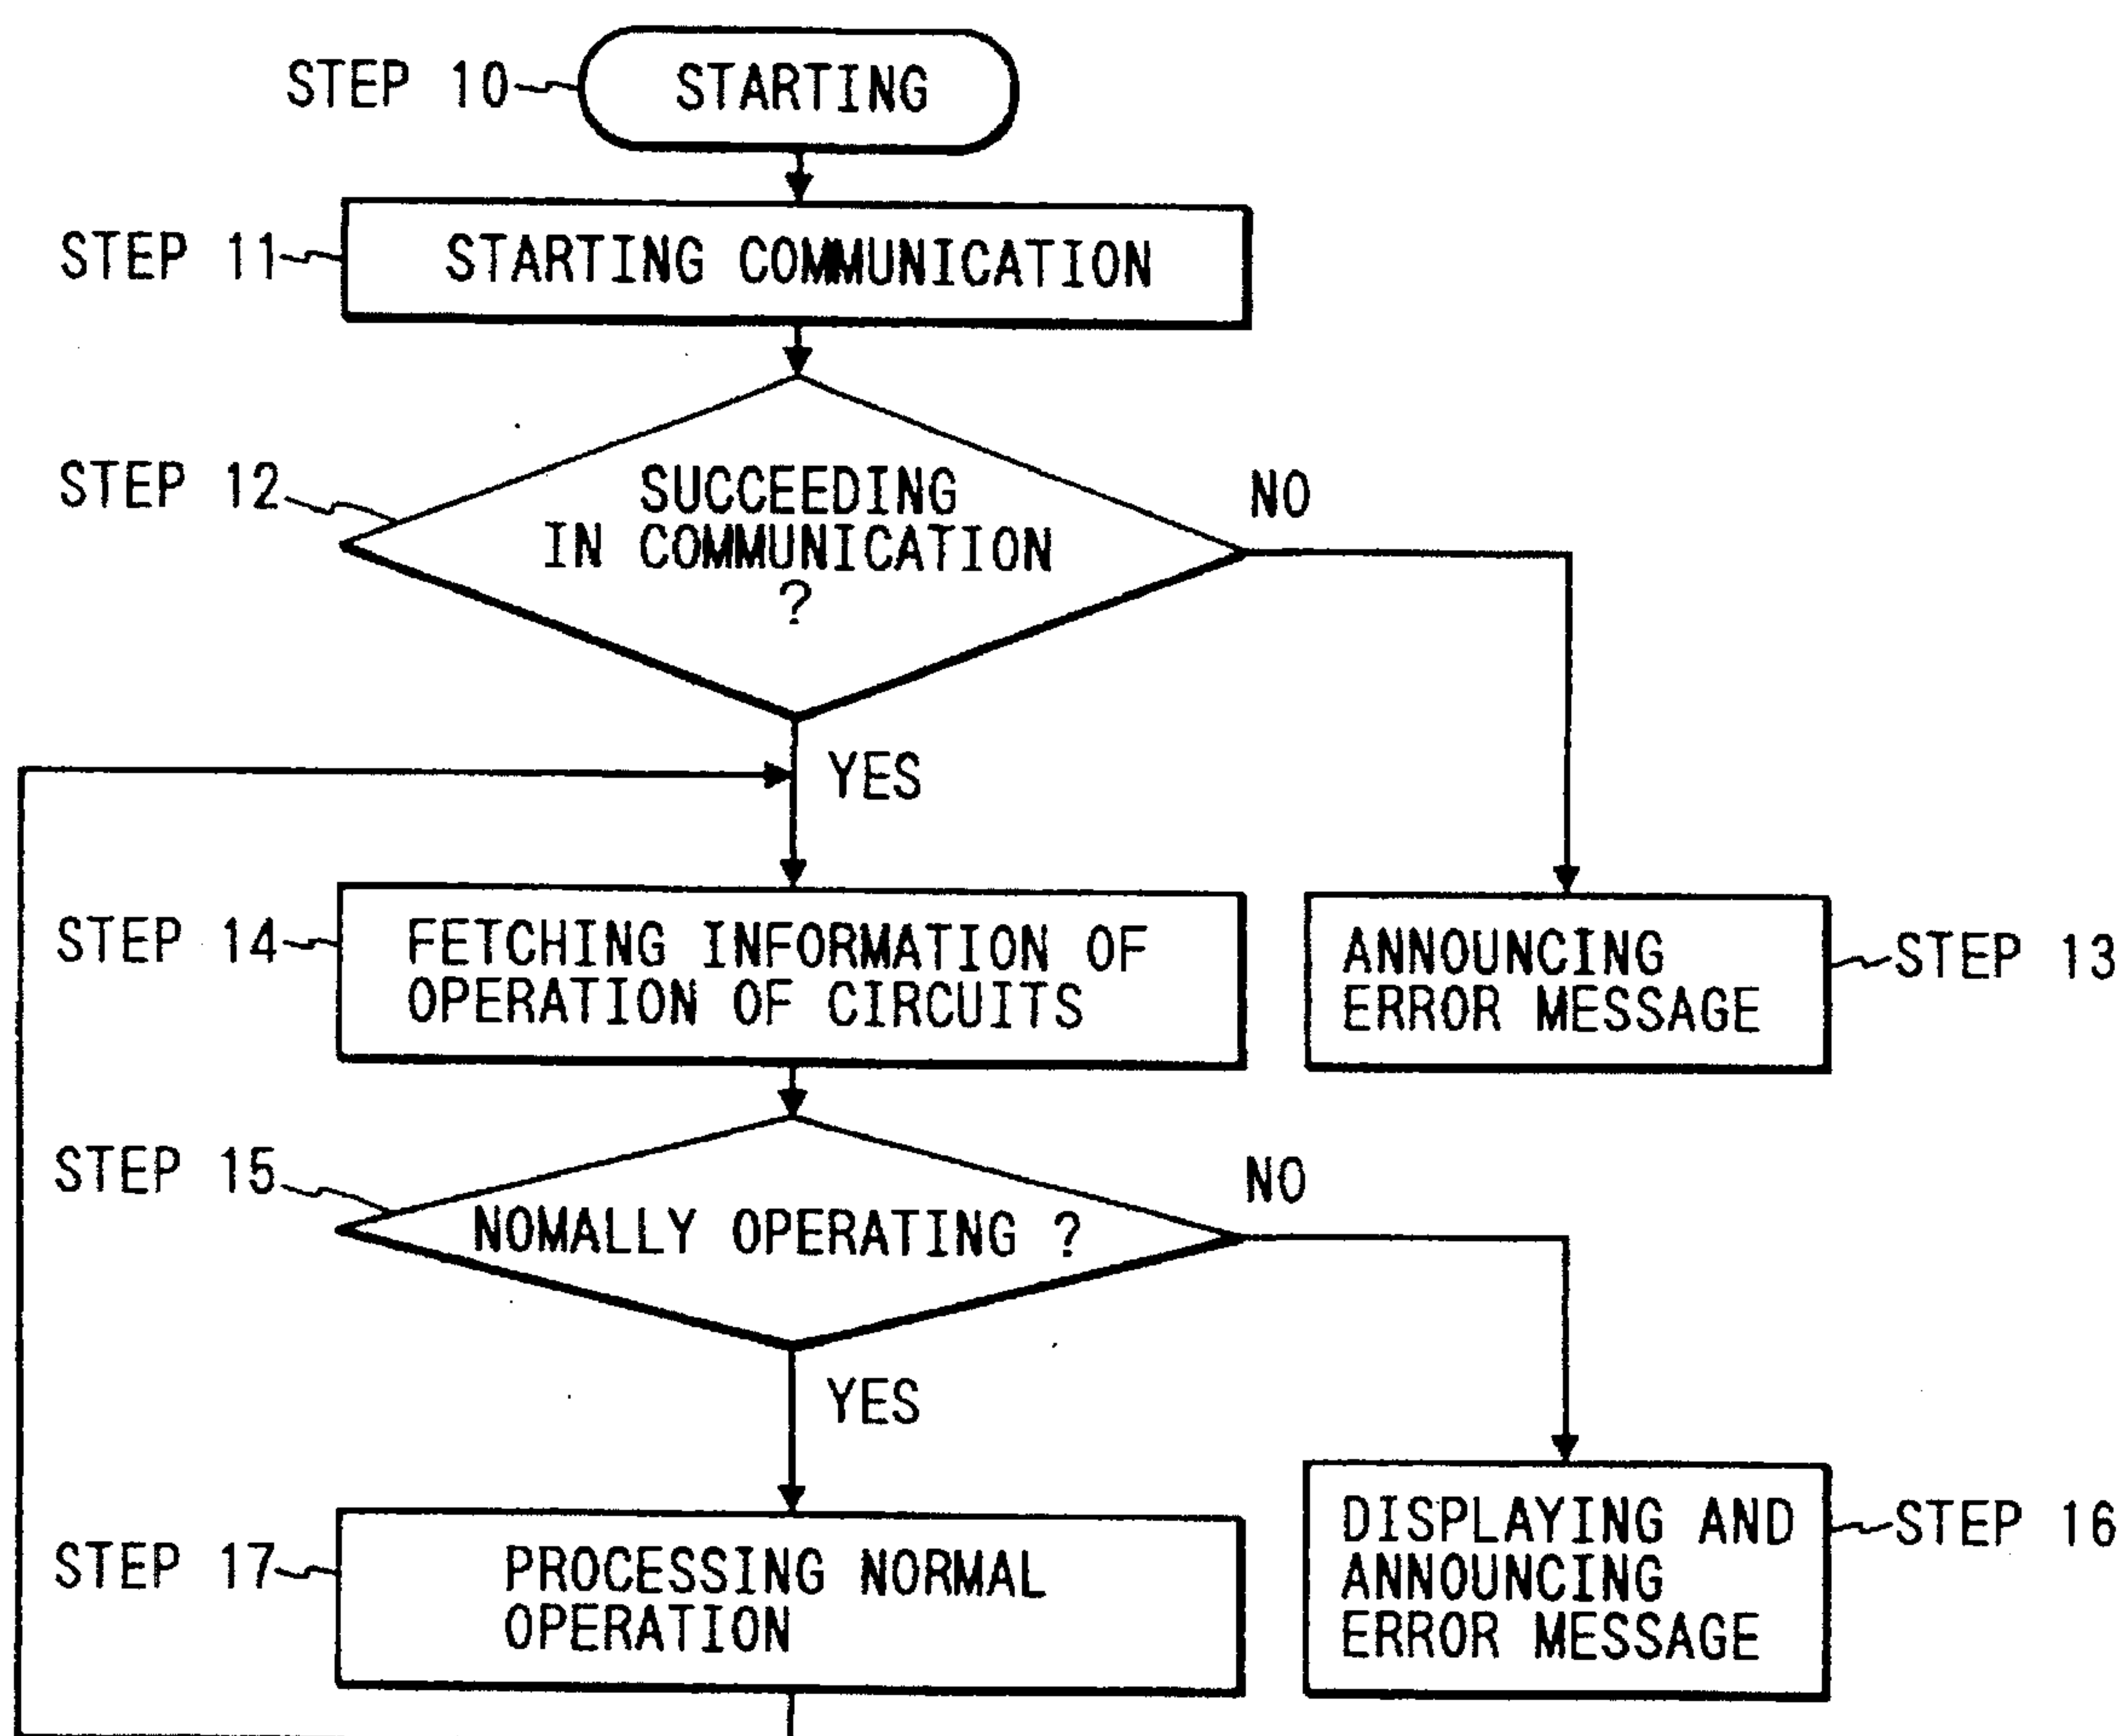 STEP 10
STARTING
STEP 11
STARTING COMMUNICATION
STEP 12
SUCCEEDING
IN COMMUNICATION
?
NO
YES
STEP 14
FETCHING INFORMATION OF
OPERATION OF CIRCUITS
ANNOUNCING
ERROR MESSAGE
STEP 13
STEP 15
NOMALLY OPERATING ?
NO
YES
STEP 17
PROCESSING NORMAL
OPERATION
DISPLAYING AND
ANNOUNCING
ERROR MESSAGE
STEP 16